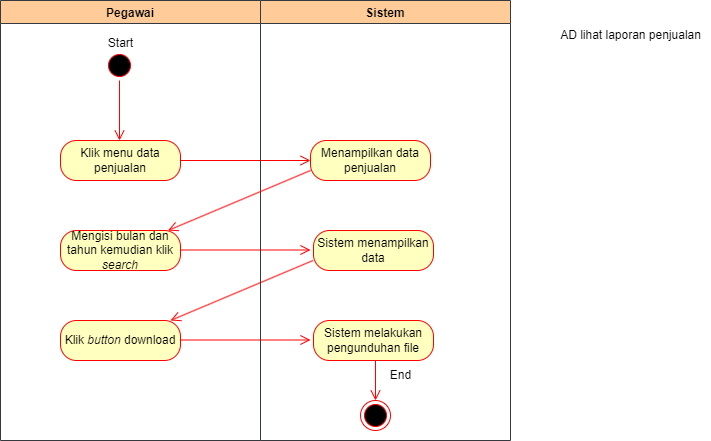 Pegawai
Sistem
AD lihat laporan penjualan
Start
Klik menu data
penjualan
Menampilkan data
penjualan
Mengisi bulan dan
tahun kemudian klik
search
Sistem menampilkan
data
Klik button download
Sistem melakukan
pengunduhan file
End